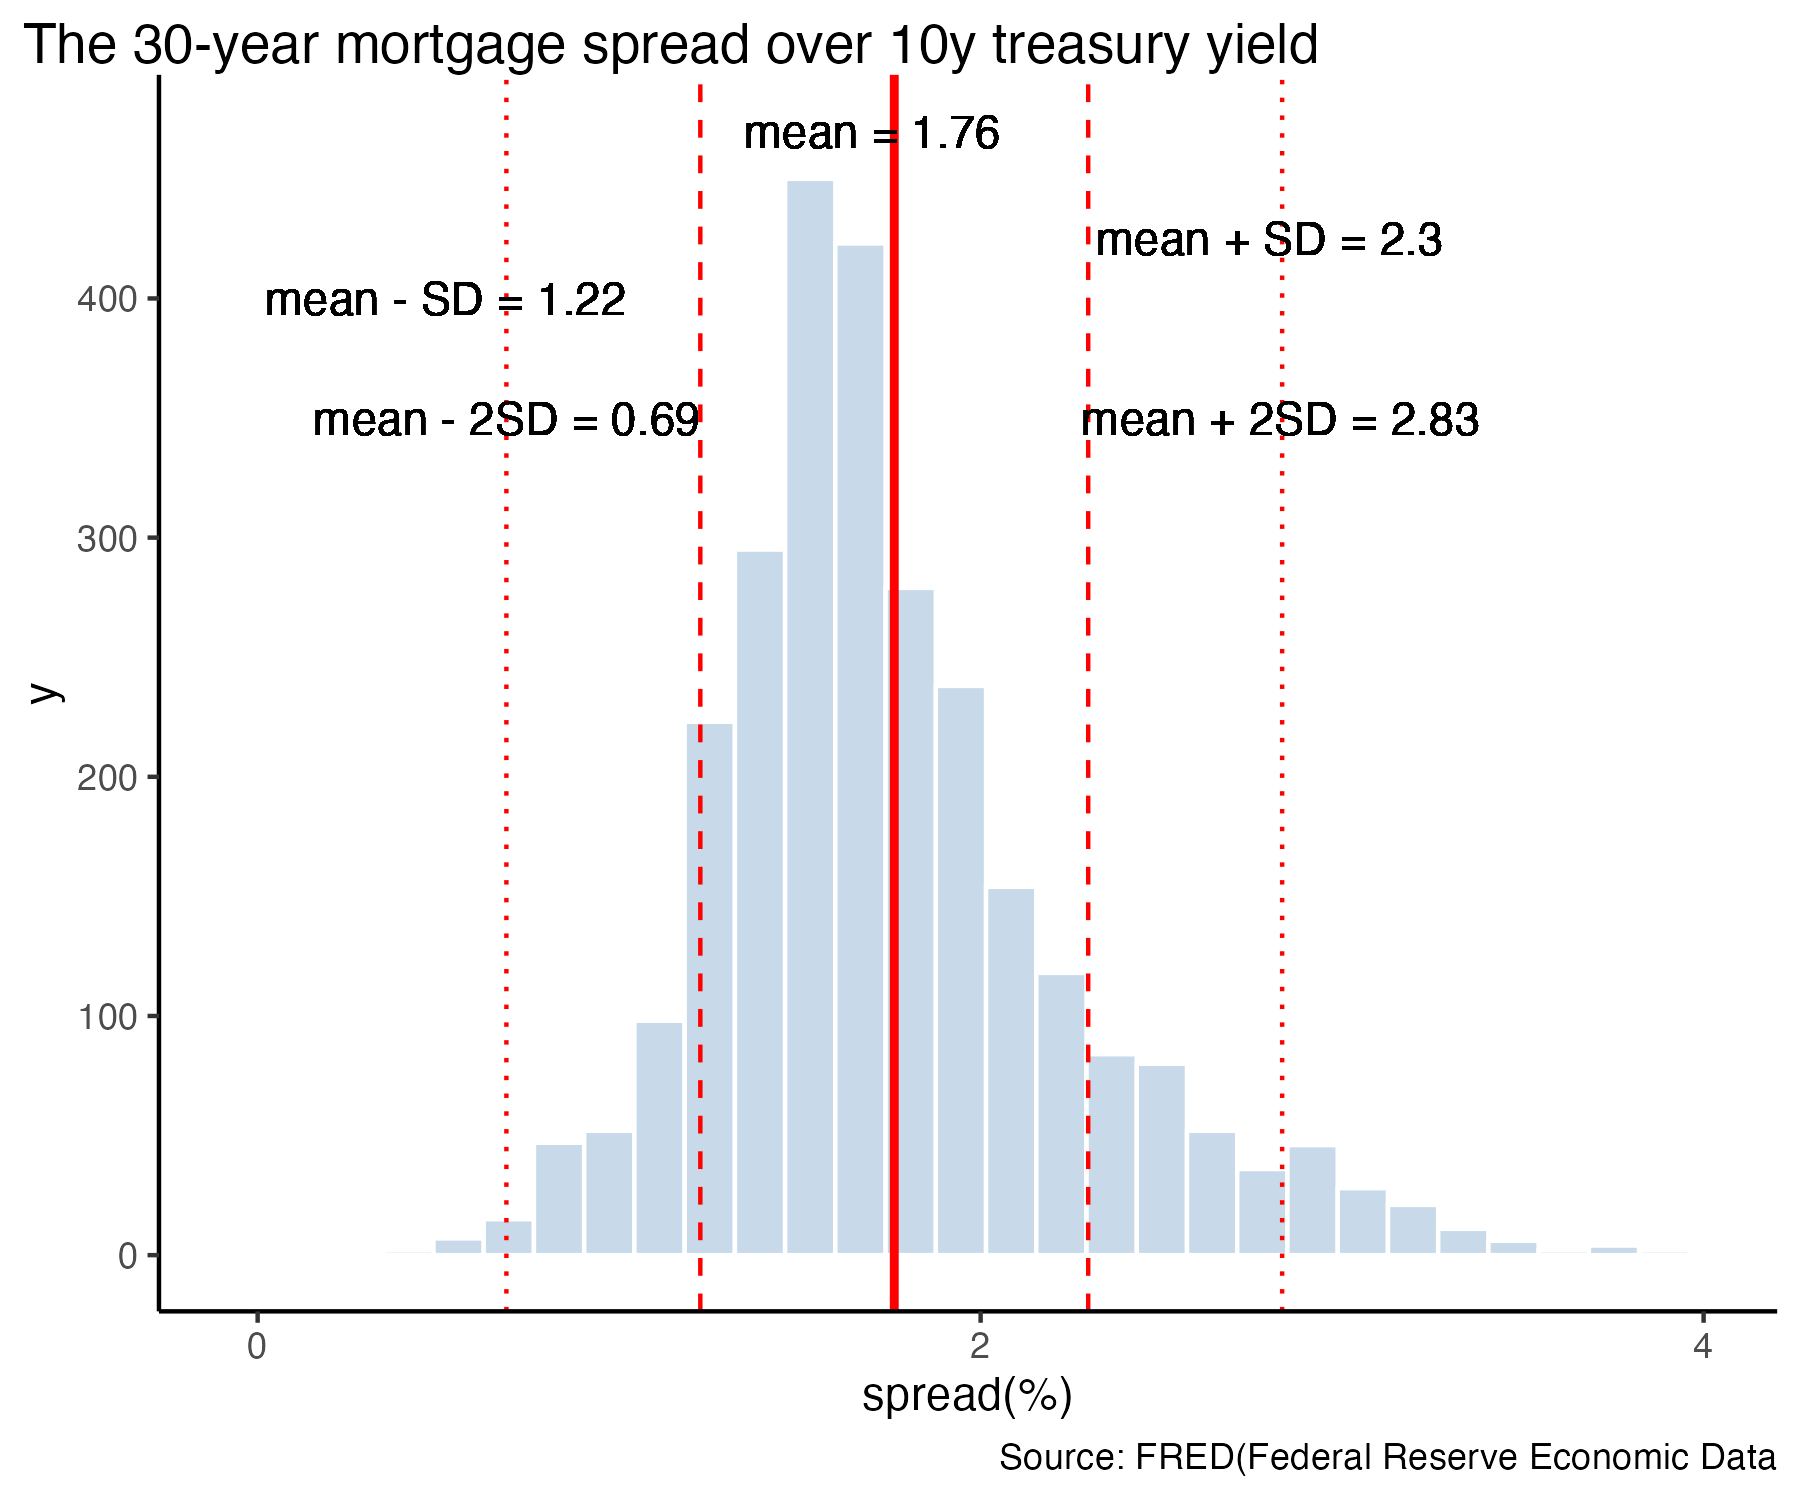 The 30-year mortgage spread over 10y treasury yield
mean = 1.76
mean + SD = 2.3
mean - SD = 1.22
mean - 2SD = 0.69
mean + 2SD = 2.83
400
300
200
100
0
y
0 2 4
spread(%)
Source: FRED(Federal Reserve Economic Data